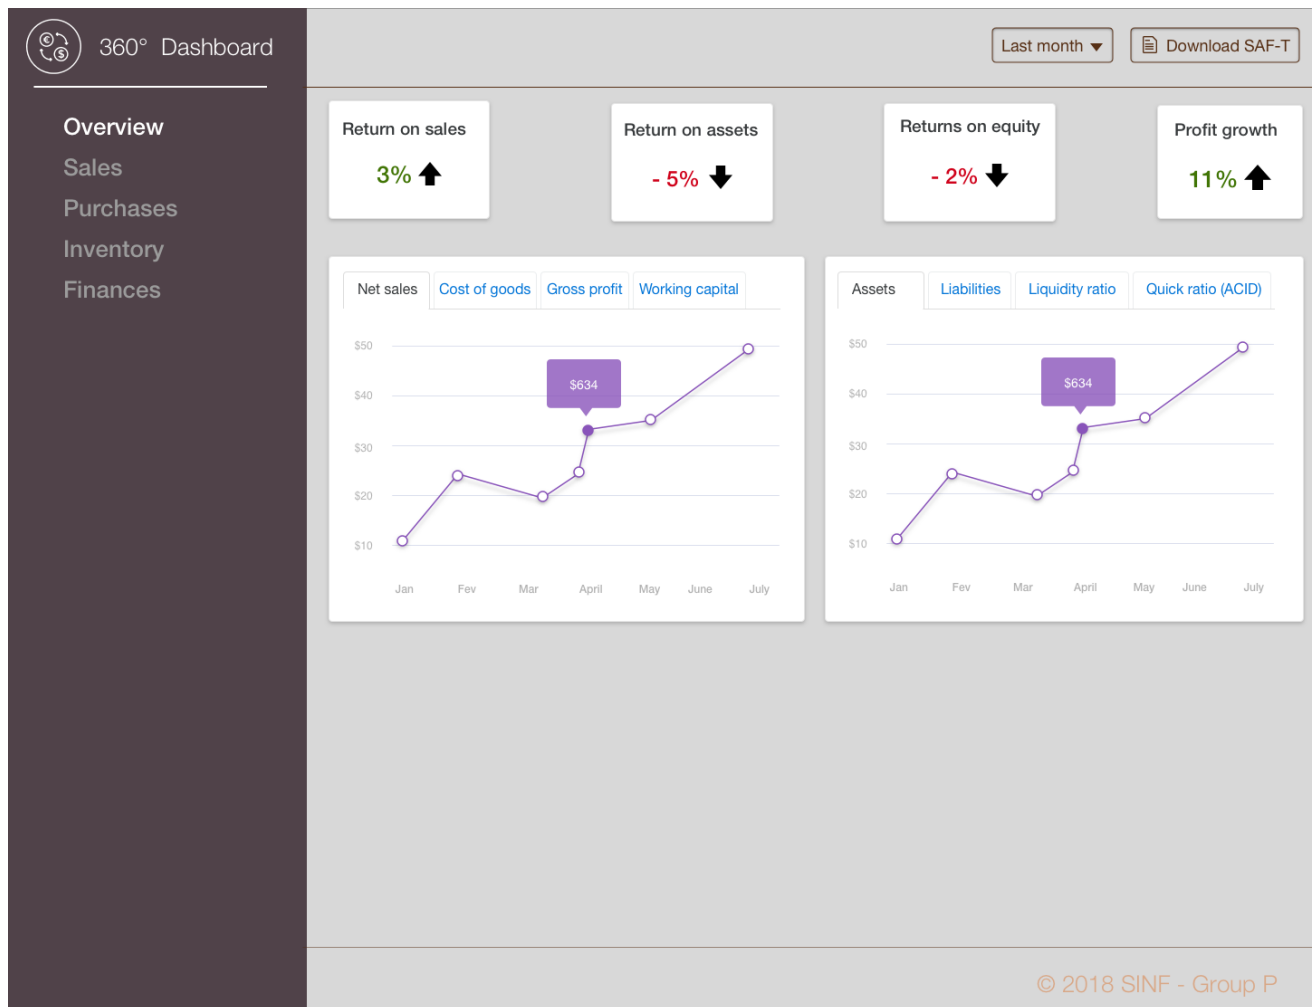 360° Dashboard
Last month
Download SAF-T
Overview
Sales
Purchases
Inventory
Finances
Return on sales
3%
Return on assets
- 5%
Returns on equity
- 2%
Profit growth
11%
Net sales Cost of goods Gross profit Working capital
$50
$40
$30
$20
$10
$634
Jan Fev Mar April May June July
Assets Liabilities Liquidity ratio Quick ratio (ACID)
$50
$40
$30
$20
$10
$634
Jan Fev Mar April May June July
© 2018 SINF - Group P